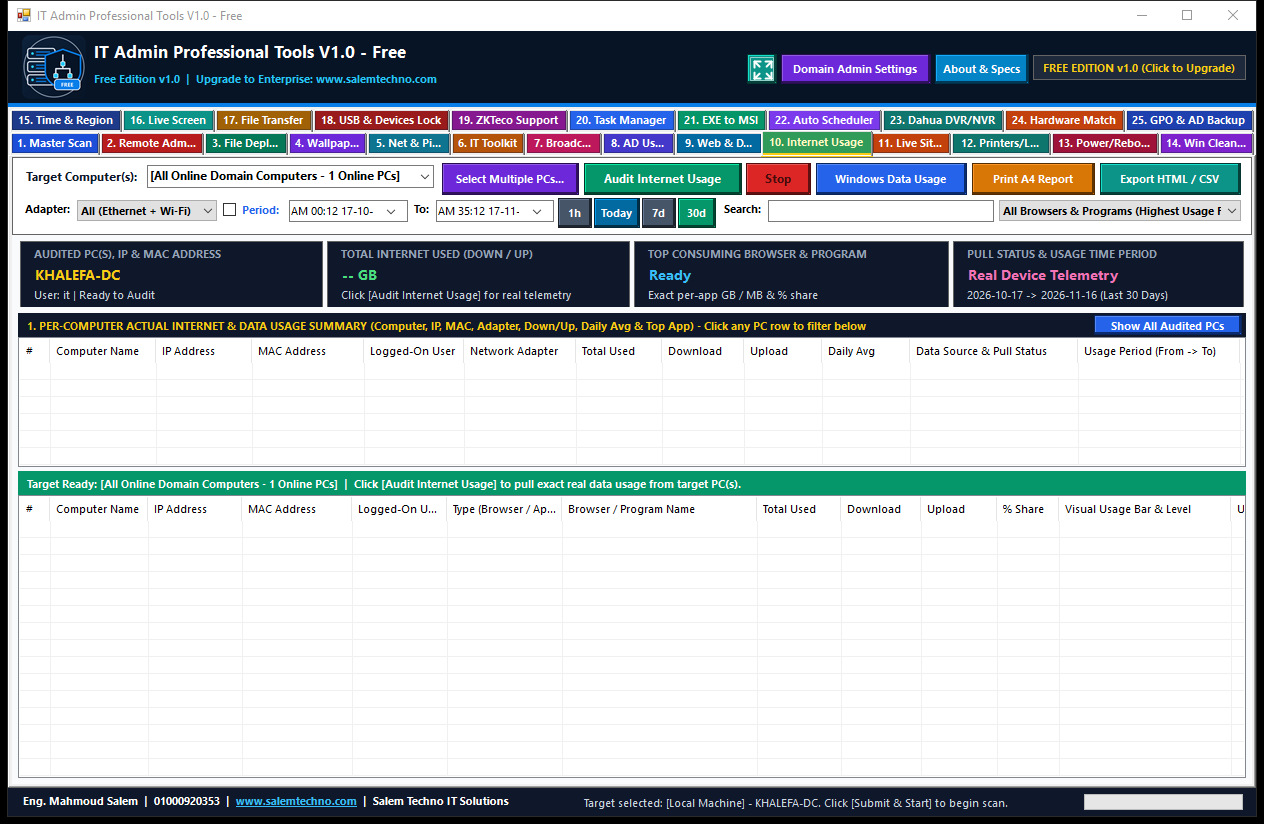 IT Admin Professional Tools V1.0 - Free
IT Admin Professional Tools V1.0 - Free
Free Edition v1.0 | Upgrade to Enterprise: www.salemtechno.com
FREE
Domain Admin Settings
About & Specs
FREE EDITION v1.0 (Click to Upgrade)
15. Time & Region 16. Live Screen 17. File Transfer 18. USB & Devices Lock 19. ZKTeco Support 20. Task Manager 21. EXE to MSI 22. Auto Scheduler 23. Dahua DVR/NVR 24. Hardware Match 25. GPO & AD Backup
1. Master Scan 2. Remote Adm... 3. File Depl... 4. Wallpap... 5. Net & Pi... 6. IT Toolkit 7. Broadc... 8. AD Us... 9. Web & D... 10. Internet Usage 11. Live Sit... 12. Printers/L... 13. Power/Rebo... 14. Win Clean...
Target Computer(s): [All Online Domain Computers - 1 Online PCs] Select Multiple PCs... Audit Internet Usage Stop Windows Data Usage Print A4 Report Export HTML / CSV
Adapter: All (Ethernet + Wi-Fi) Period: AM 00:12 17-10- To: AM 35:12 17-11- 1h Today 7d 30d Search: All Browsers & Programs (Highest Usage F
AUDITED PC(S), IP & MAC ADDRESS
KHALEFA-DC
User: it | Ready to Audit
TOTAL INTERNET USED (DOWN / UP)
-- GB
Click [Audit Internet Usage] for real telemetry
TOP CONSUMING BROWSER & PROGRAM
Ready
Exact per-app GB / MB & % share
PULL STATUS & USAGE TIME PERIOD
Real Device Telemetry
2026-10-17 -> 2026-11-16 (Last 30 Days)
1. PER-COMPUTER ACTUAL INTERNET & DATA USAGE SUMMARY (Computer, IP, MAC, Adapter, Down/Up, Daily Avg & Top App) - Click any PC row to filter below
Show All Audited PCs
# Computer Name IP Address MAC Address Logged-On User Network Adapter Total Used Download Upload Daily Avg Data Source & Pull Status Usage Period (From -> To)
Target Ready: [All Online Domain Computers - 1 Online PCs] | Click [Audit Internet Usage] to pull exact real data usage from target PC(s).
# Computer Name IP Address MAC Address Logged-On U... Type (Browser / Ap... Browser / Program Name Total Used Download Upload % Share Visual Usage Bar & Level U
Eng. Mahmoud Salem | 01000920353 | www.salemtechno.com | Salem Techno IT Solutions
Target selected: [Local Machine] - KHALEFA-DC. Click [Submit & Start] to begin scan.